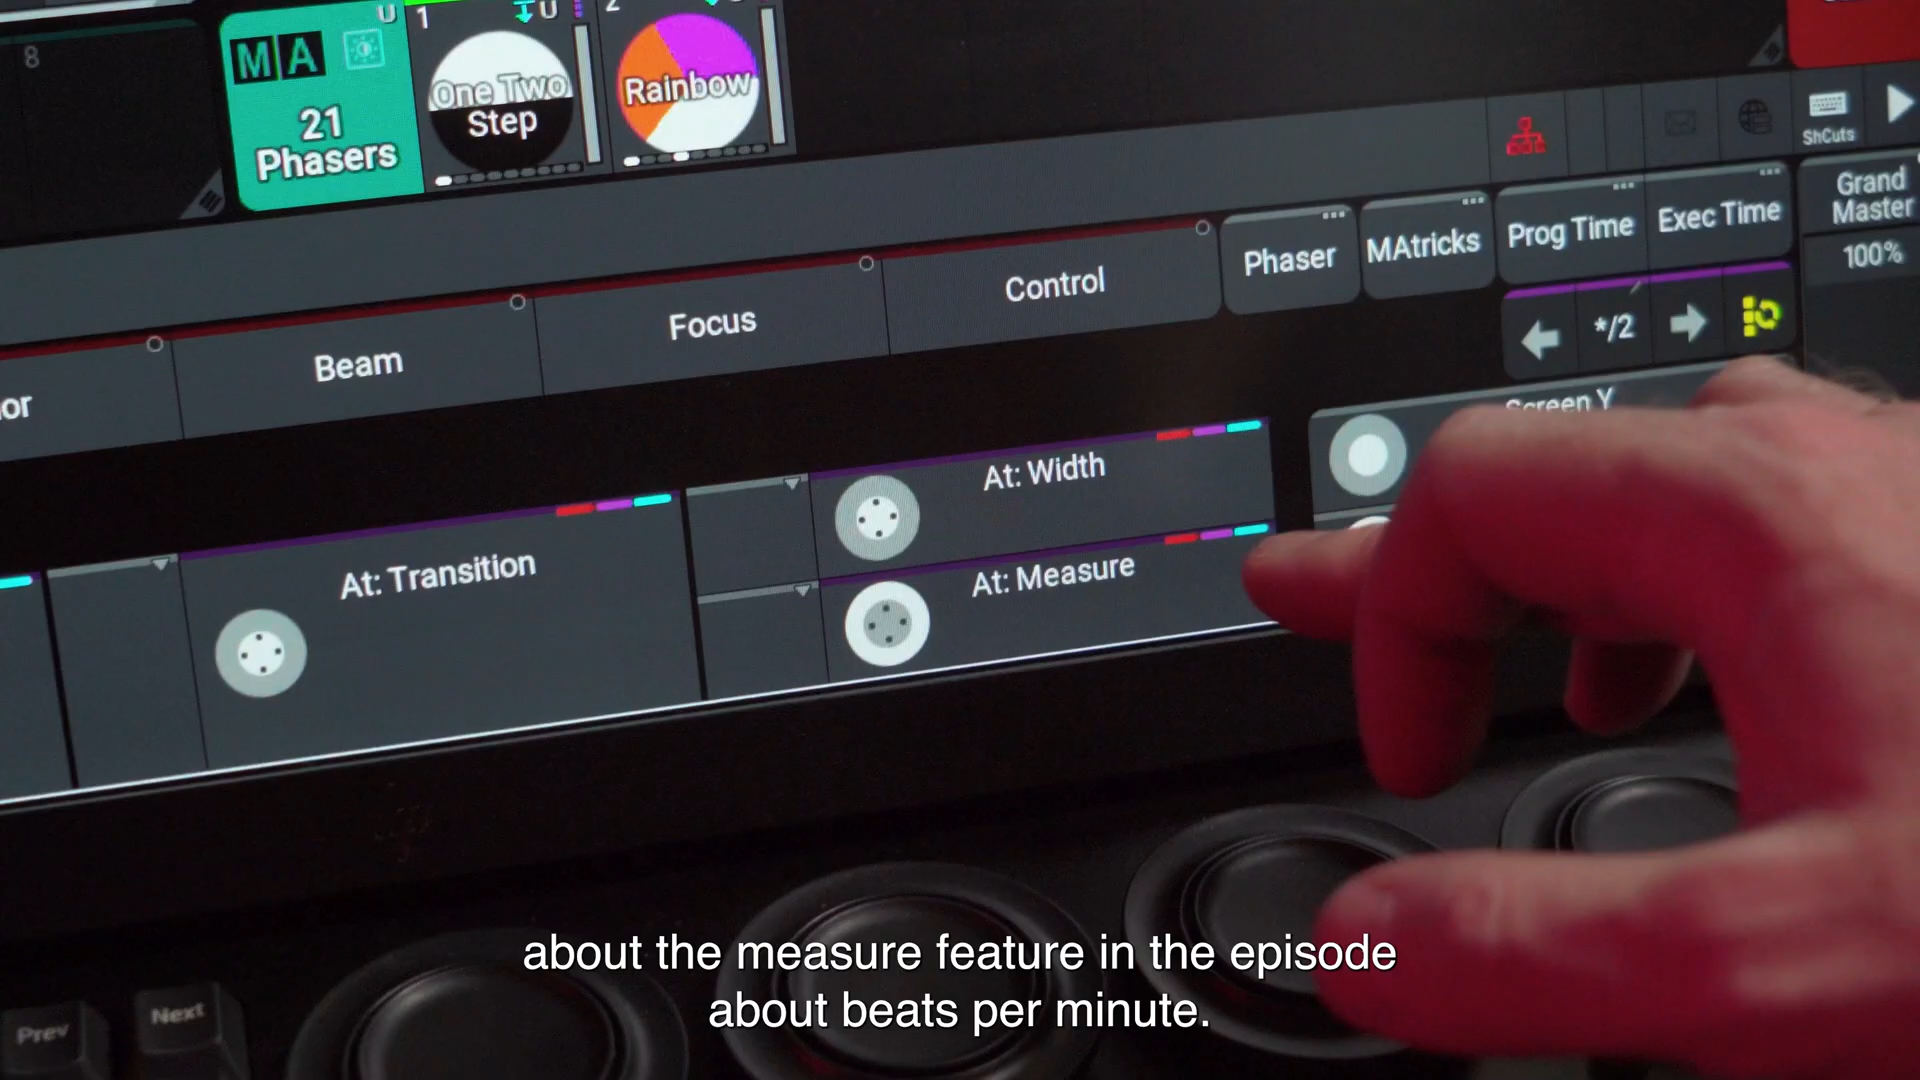 8
U
1
U
2
MA
21
Phasers
One Two
Step
Rainbow
ShCuts
Grand
Master
100%
Beam
Focus
Control
Phaser
MAtricks
Prog Time
Exec Time
*/2
or
Screen Y
At: Transition
At: Width
At: Measure
Prev
Next
about the measure feature in the episode
about beats per minute.